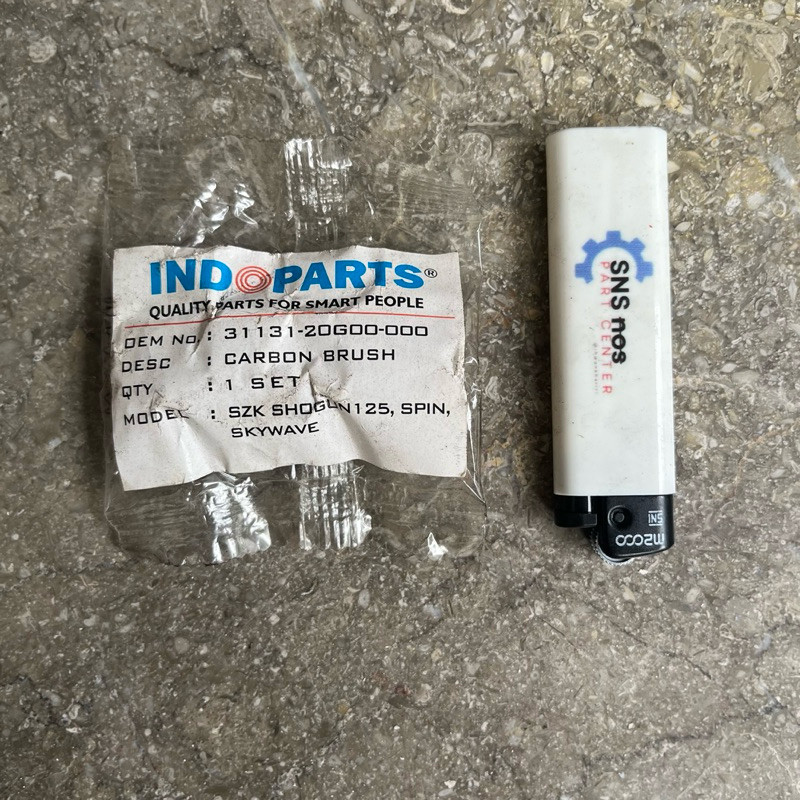 INDOPARTS®
QUALITY PARTS FOR SMART PEOPLE
OEM No. : 31131-20G00-000
DESC : CARBON BRUSH
QTY : 1 SET
MODEL : SZK SHOGUN125, SPIN,
SKYWAVE
SNS nos
PART CENTER
m2000
SNI